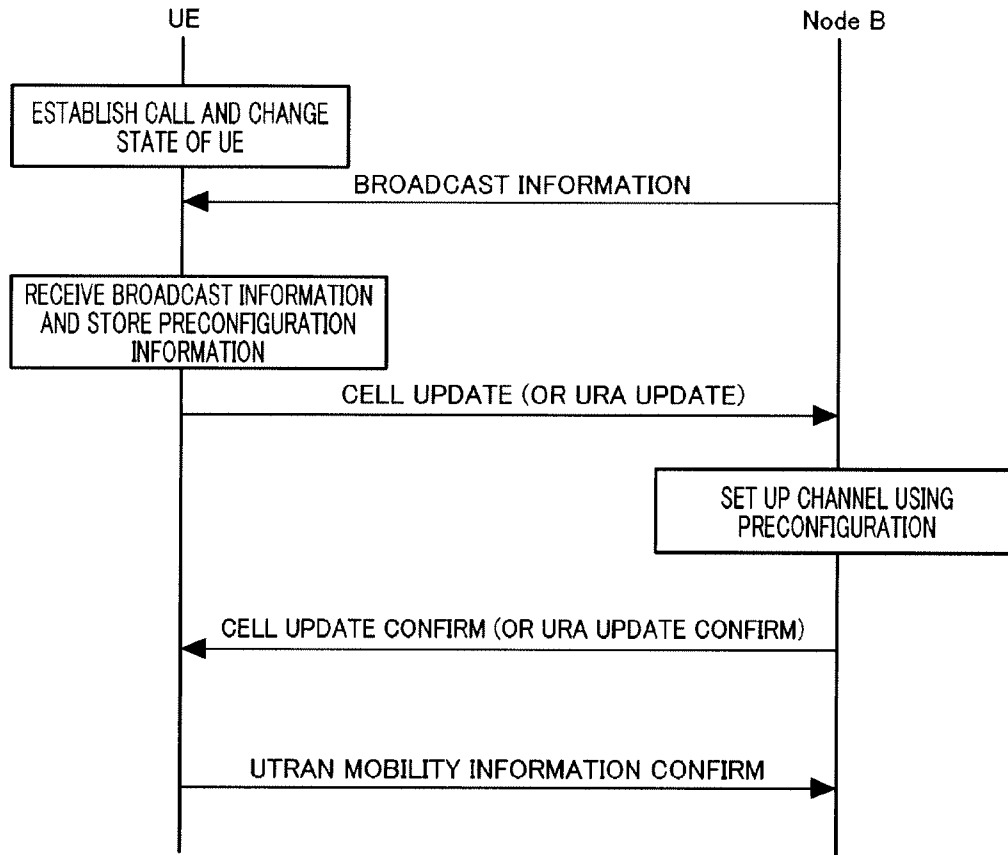 UE
Node B
ESTABLISH CALL AND CHANGE
STATE OF UE
BROADCAST INFORMATION
RECEIVE BROADCAST INFORMATION
AND STORE PRECONFIGURATION
INFORMATION
CELL UPDATE (OR URA UPDATE)
SET UP CHANNEL USING
PRECONFIGURATION
CELL UPDATE CONFIRM (OR URA UPDATE CONFIRM)
UTRAN MOBILITY INFORMATION CONFIRM